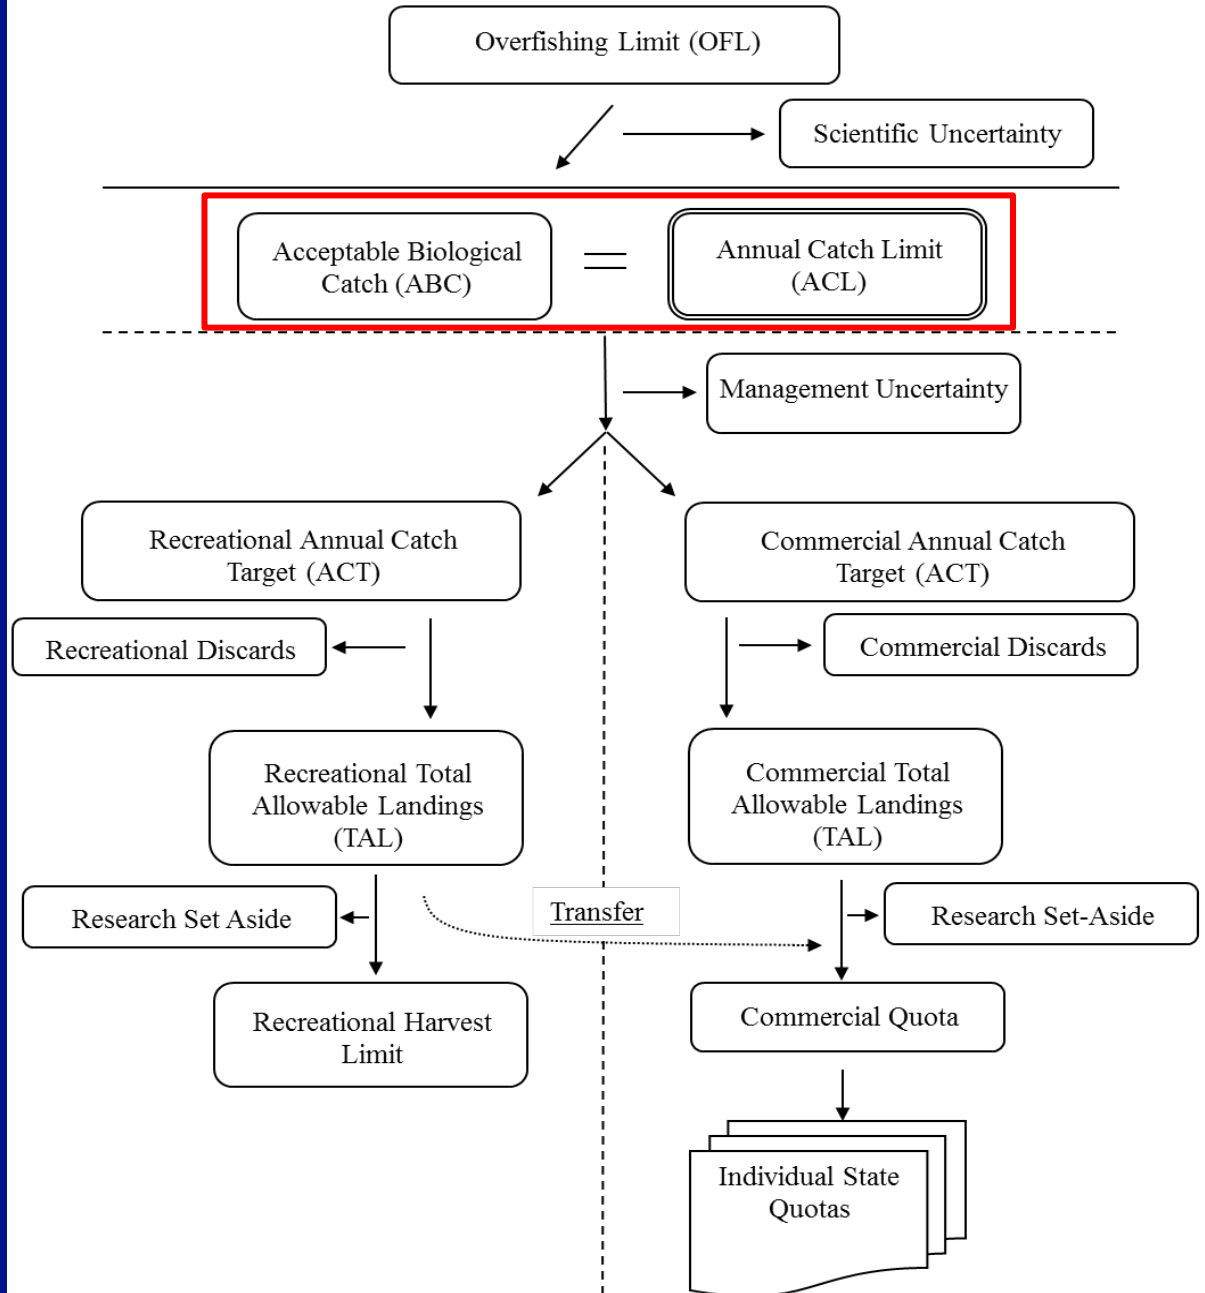 Overfishing Limit (OFL)
Scientific Uncertainty
Acceptable Biological
Catch (ABC)
Annual Catch Limit
(ACL)
Management Uncertainty
Recreational Annual Catch
Target (ACT)
Commercial Annual Catch
Target (ACT)
Recreational Discards
Commercial Discards
Recreational Total
Allowable Landings
(TAL)
Commercial Total
Allowable Landings
(TAL)
Research Set Aside
Transfer
Research Set-Aside
Recreational Harvest
Limit
Commercial Quota
Individual State
Quotas